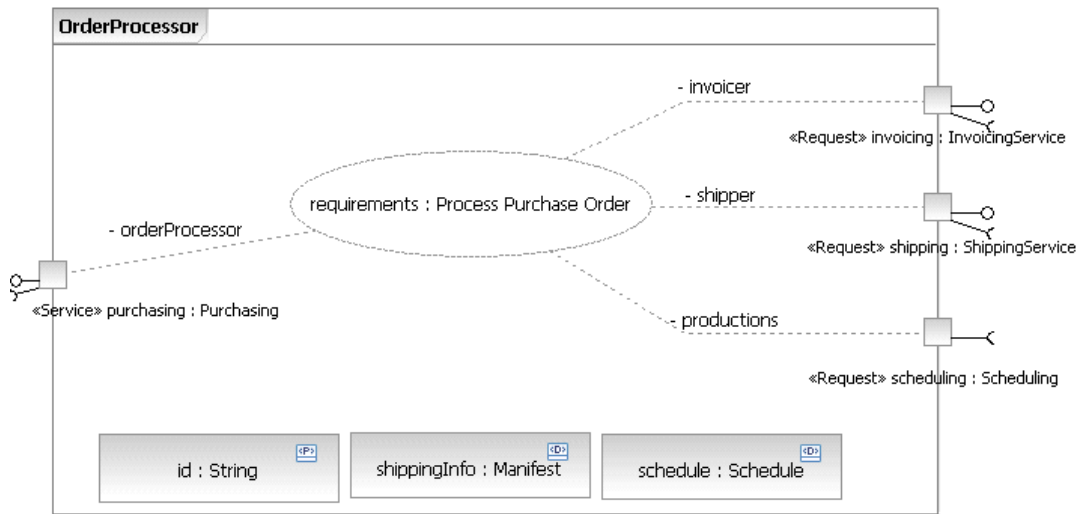 OrderProcessor
- invoicer
«Request» invoicing : InvoicingService
requirements : Process Purchase Order
- shipper
- orderProcessor
«Request» shipping : ShippingService
«Service» purchasing : Purchasing
- productions
«Request» scheduling : Scheduling
«P»
id : String
«D»
shippingInfo : Manifest
«D»
schedule : Schedule